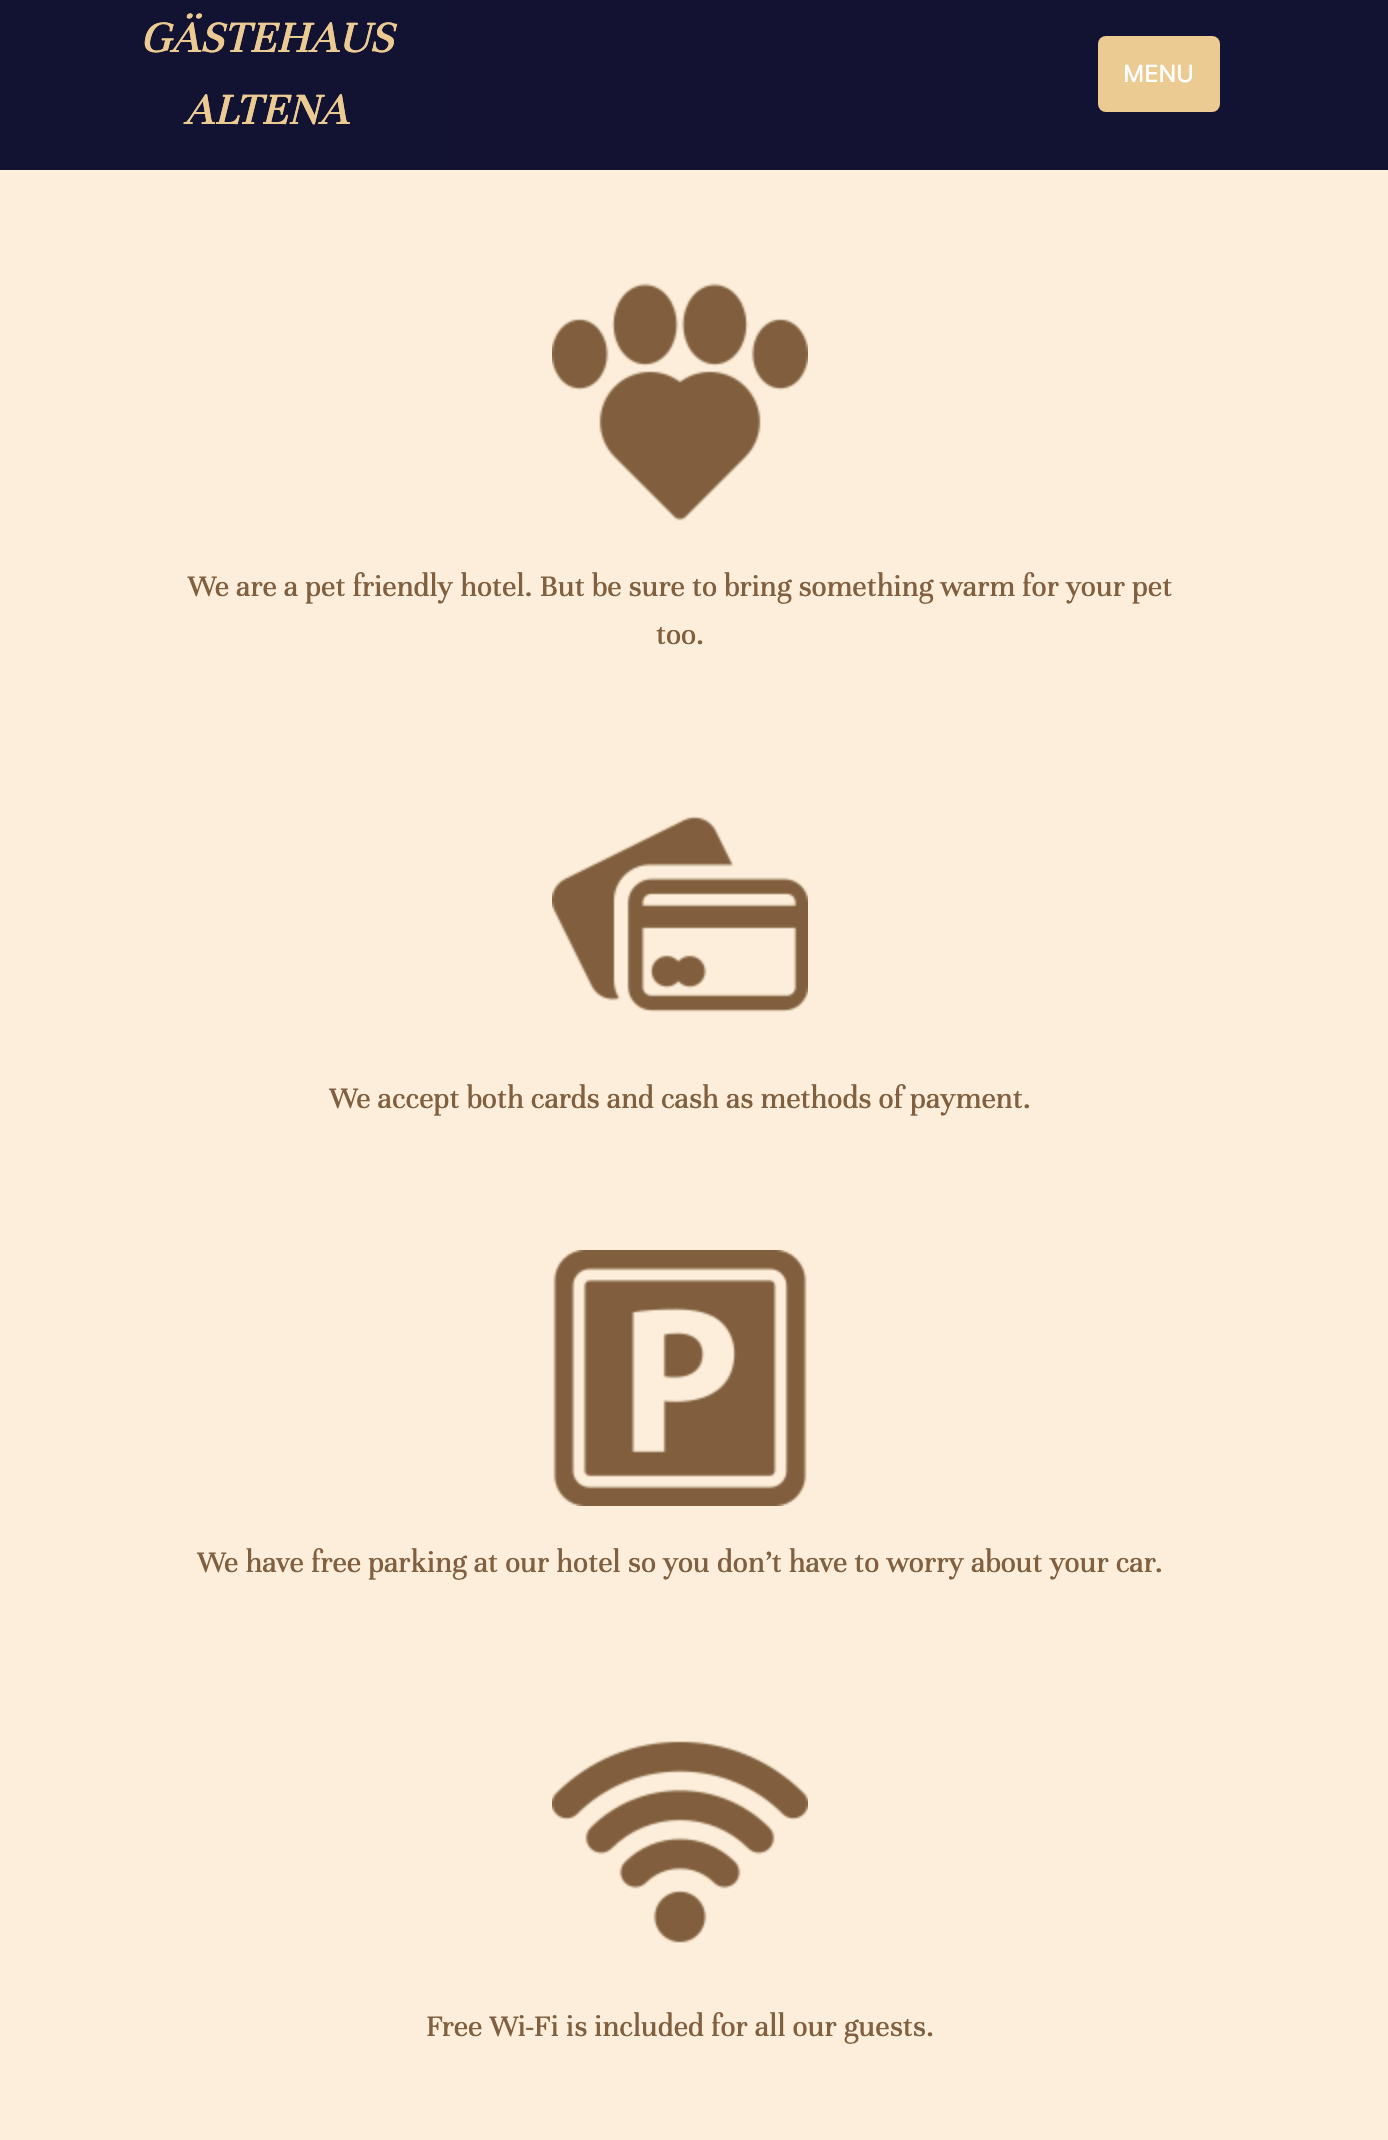 GÄSTEHAUS
ALTENA
MENU
We are a pet friendly hotel. But be sure to bring something warm for your pet
too.
We accept both cards and cash as methods of payment.
P
We have free parking at our hotel so you don’t have to worry about your car.
Free Wi-Fi is included for all our guests.